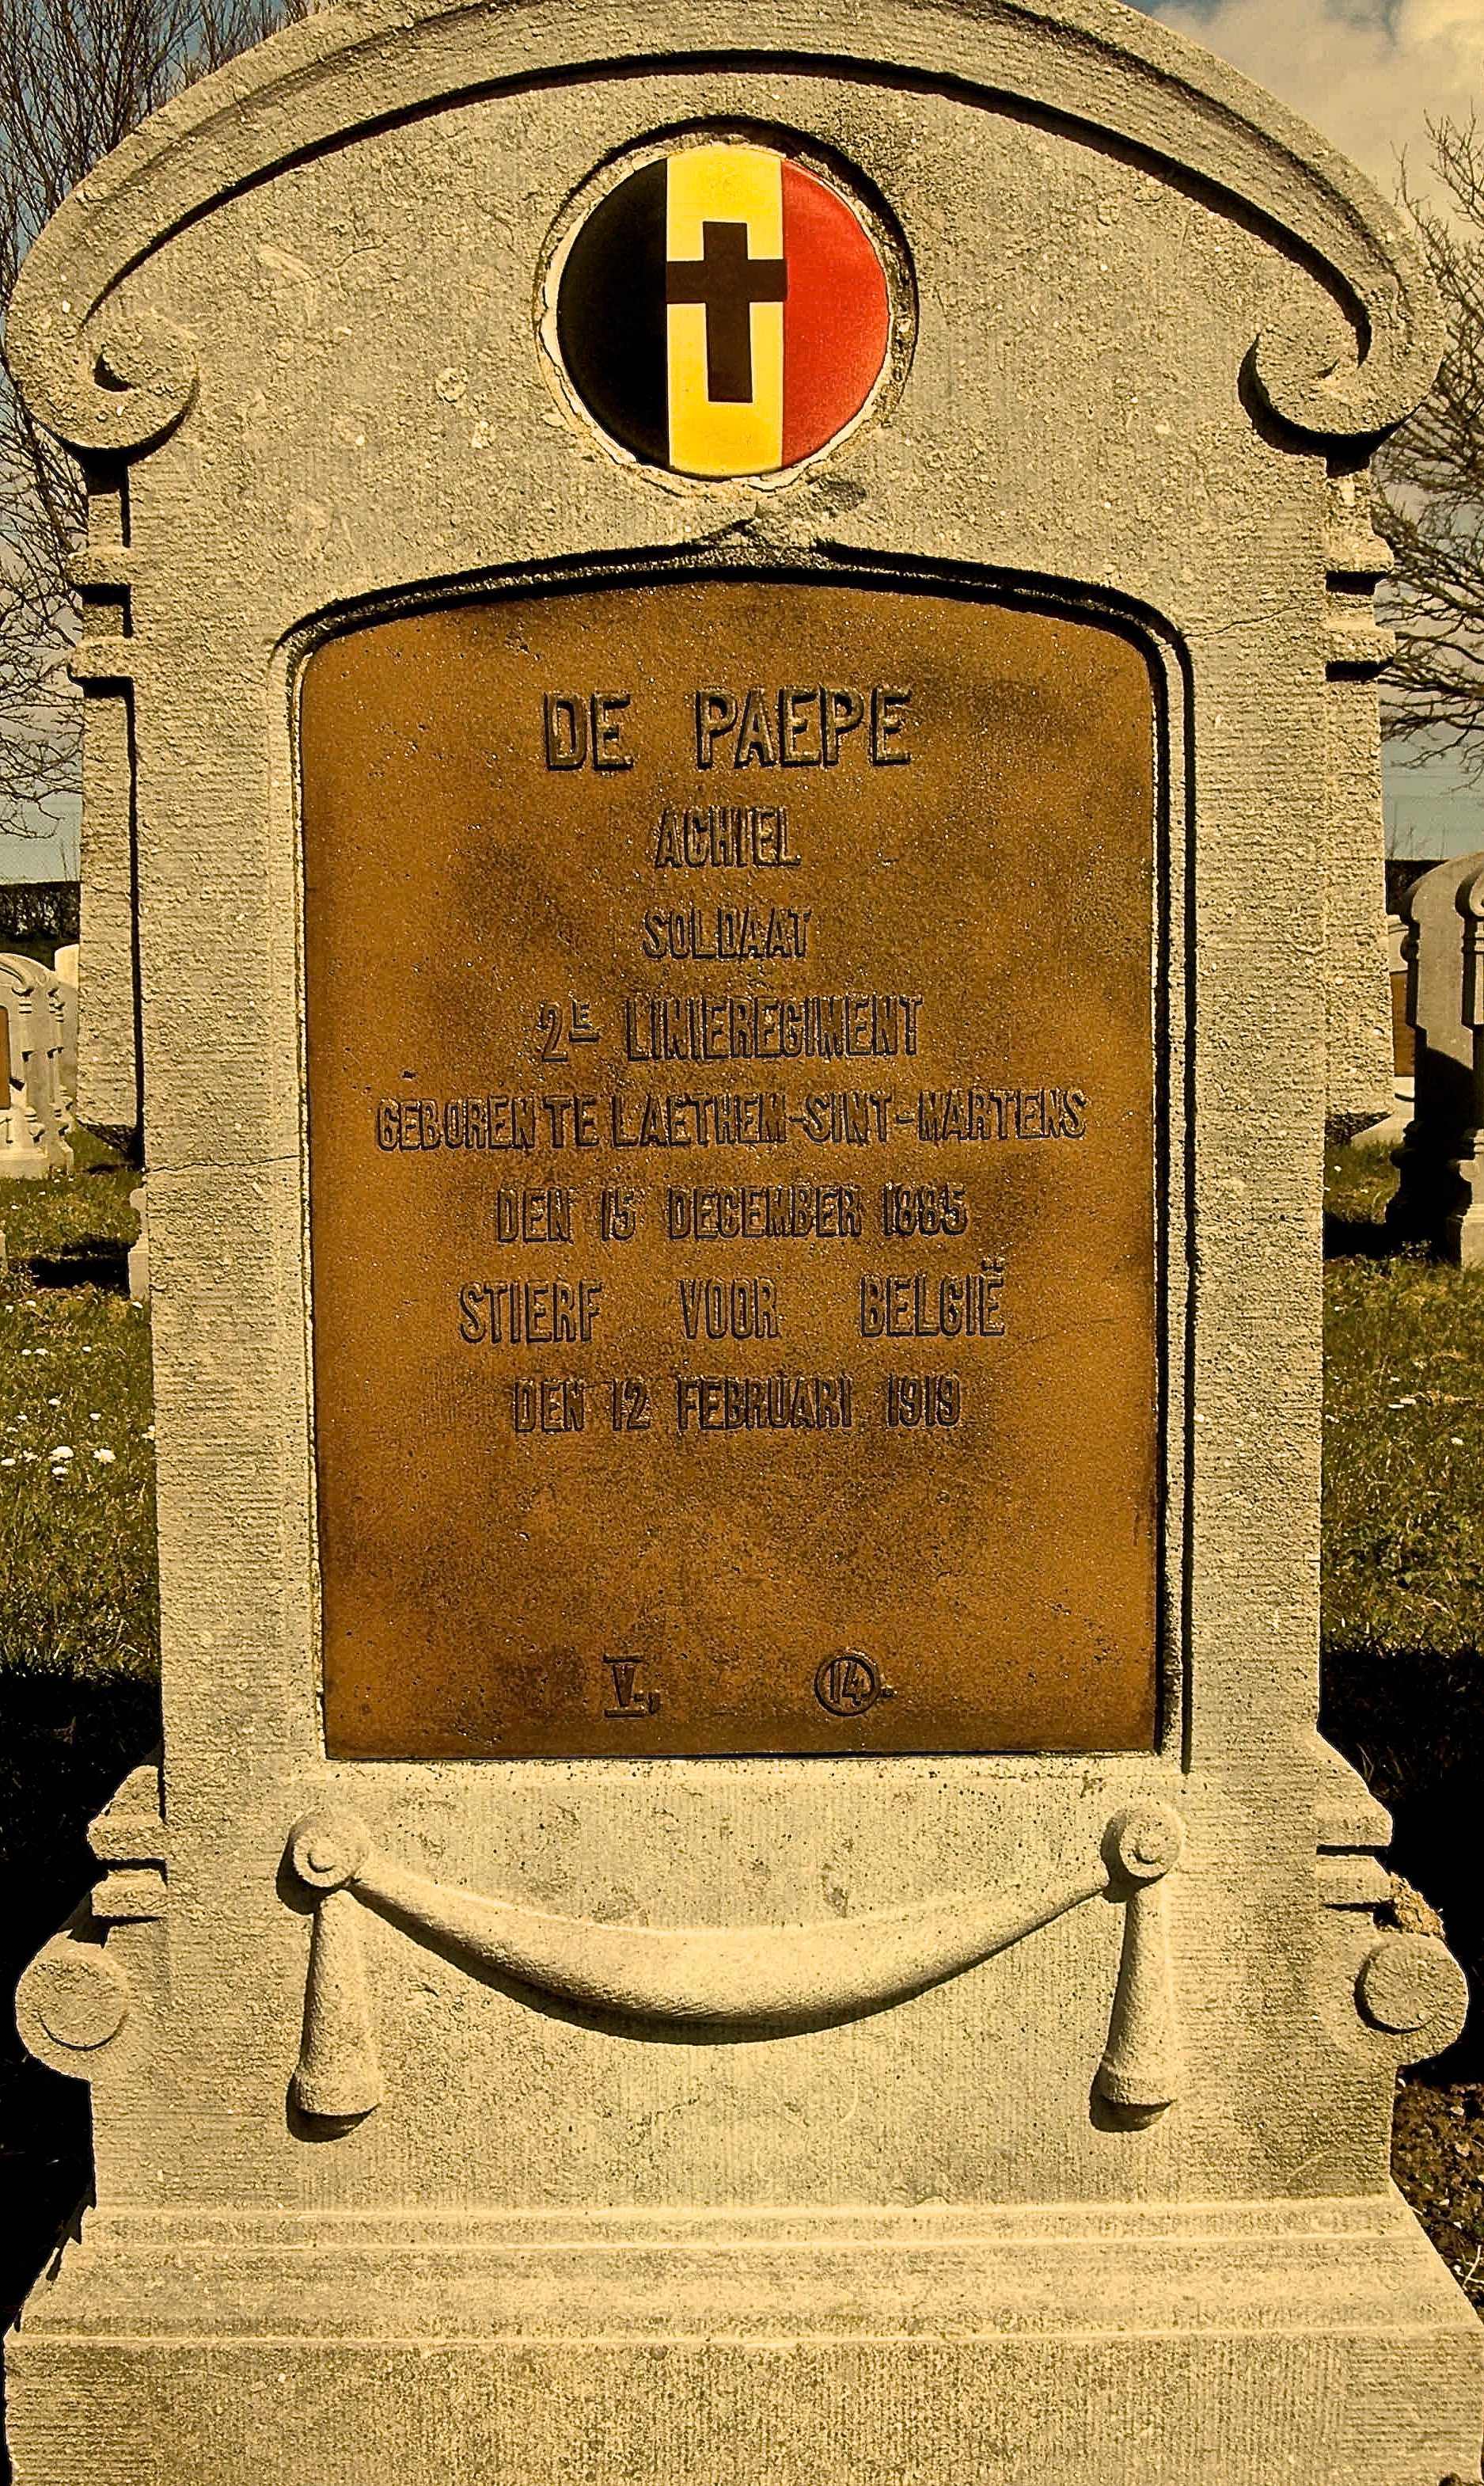 DE PAEPE
ACHIEL
SOLDAAT
2E LINIEREGIMENT
GEBOREN TE LAETHEM-SINT-MARTENS
DEN 15 DECEMBER 1885
STIERF VOOR BELGIË
DEN 12 FEBRUARI 1919
V., 14.